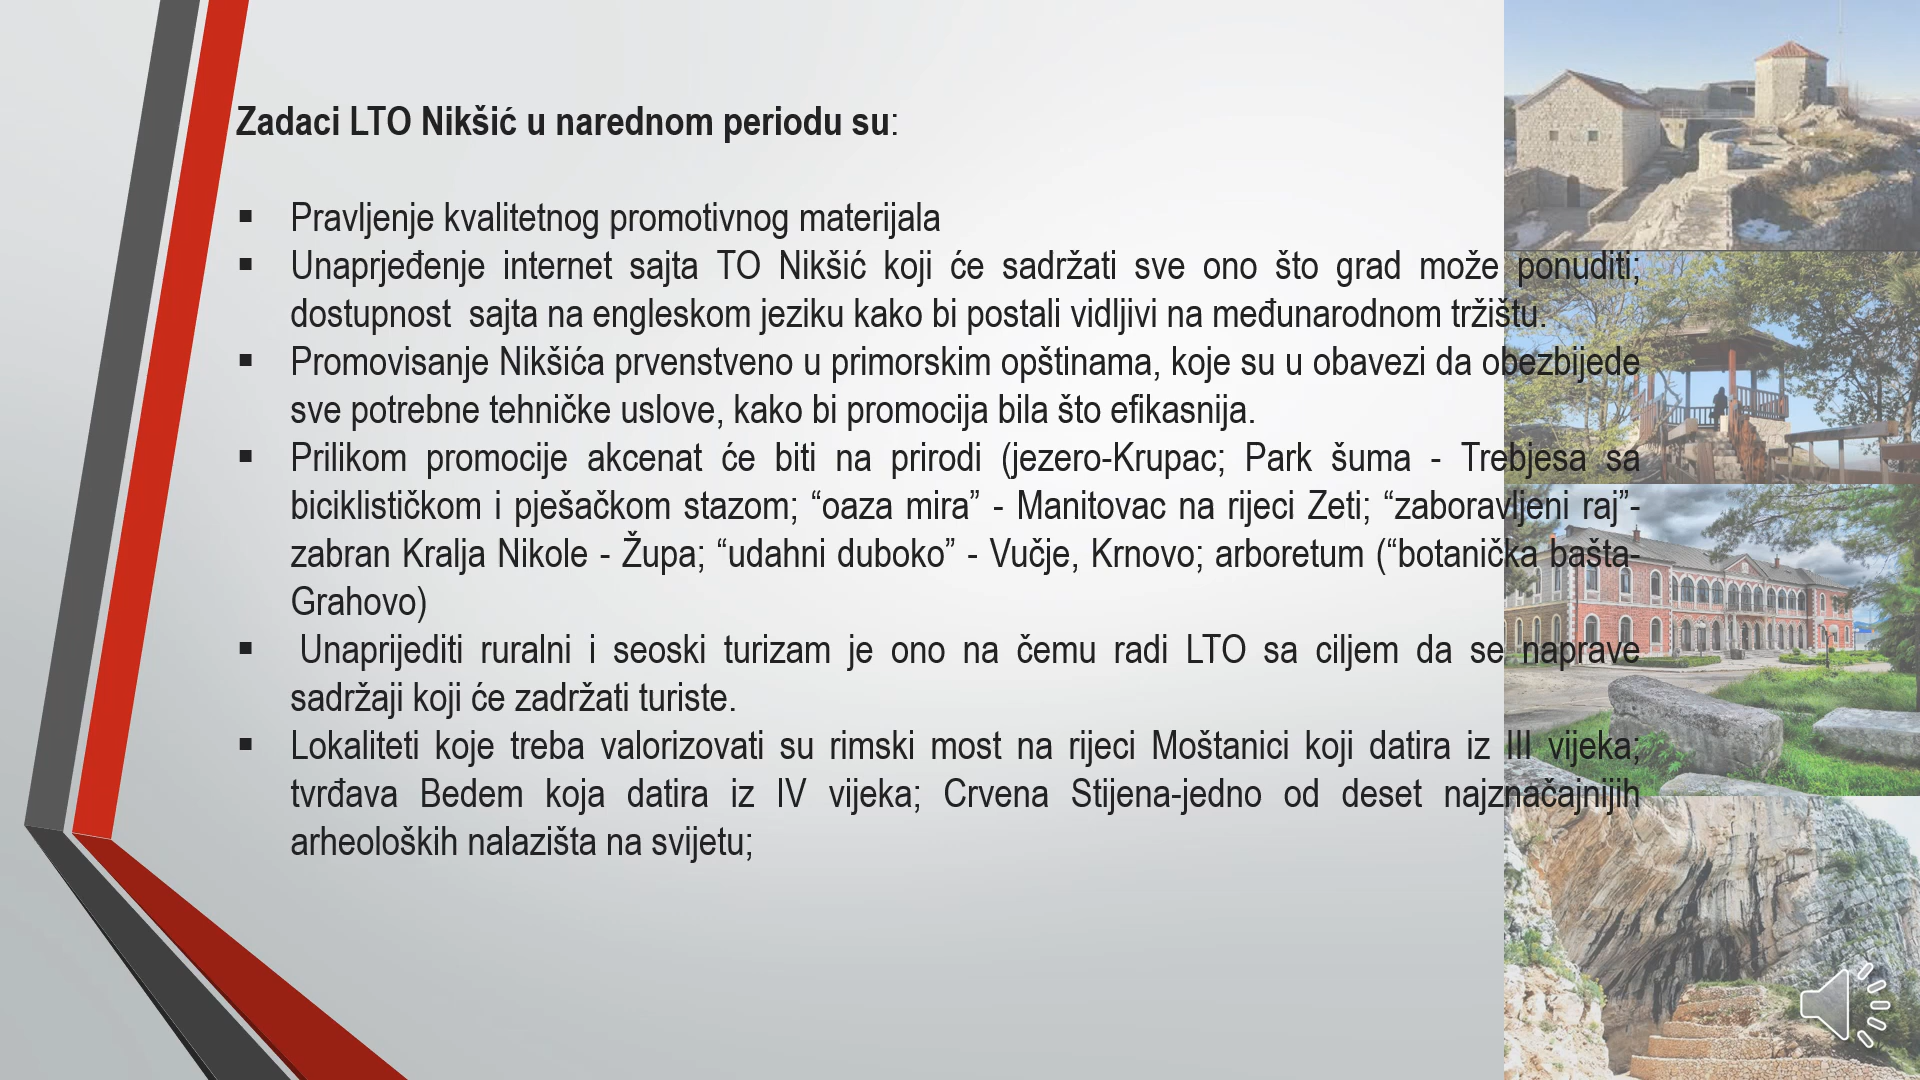 Zadaci LTO Nikšić u narednom periodu su:
▪ Pravljenje kvalitetnog promotivnog materijala
▪ Unaprjeđenje internet sajta TO Nikšić koji će sadržati sve ono što grad može ponuditi;
dostupnost  sajta na engleskom jeziku kako bi postali vidljivi na međunarodnom tržištu.
▪ Promovisanje Nikšića prvenstveno u primorskim opštinama, koje su u obavezi da obezbijede
sve potrebne tehničke uslove, kako bi promocija bila što efikasnija.
▪ Prilikom promocije akcenat će biti na prirodi (jezero-Krupac; Park šuma - Trebjesa sa
biciklističkom i pješačkom stazom; “oaza mira” - Manitovac na rijeci Zeti; “zaboravljeni raj”-
zabran Kralja Nikole - Župa; “udahni duboko” - Vučje, Krnovo; arboretum (“botanička bašta-
Grahovo)
▪ Unaprijediti ruralni i seoski turizam je ono na čemu radi LTO sa ciljem da se naprave
sadržaji koji će zadržati turiste.
▪ Lokaliteti koje treba valorizovati su rimski most na rijeci Moštanici koji datira iz III vijeka;
tvrđava Bedem koja datira iz IV vijeka; Crvena Stijena-jedno od deset najznačajnijih
arheoloških nalazišta na svijetu;